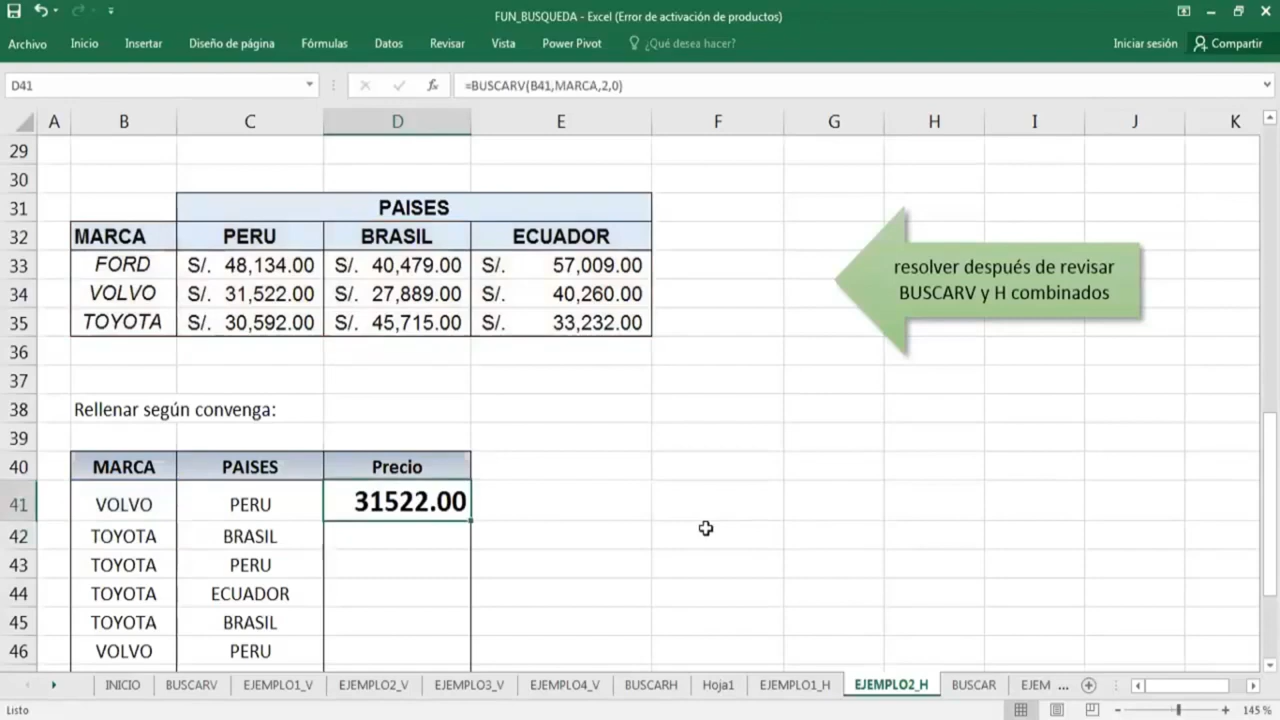 FUN_BUSQUEDA - Excel (Error de activación de productos)
Archivo Inicio Insertar Diseño de página Fórmulas Datos Revisar Vista Power Pivot ¿Qué desea hacer? Iniciar sesión Compartir
D41 fx =BUSCARV(B41,MARCA,2,0)
A B C D E F G H I J K
29
30
31 PAISES
32 MARCA PERU BRASIL ECUADOR
33 FORD S/. 48,134.00 S/. 40,479.00 S/. 57,009.00
34 VOLVO S/. 31,522.00 S/. 27,889.00 S/. 40,260.00
35 TOYOTA S/. 30,592.00 S/. 45,715.00 S/. 33,232.00
resolver después de revisar
BUSCARV y H combinados
36
37
38 Rellenar según convenga:
39
40 MARCA PAISES Precio
41 VOLVO PERU 31522.00
42 TOYOTA BRASIL
43 TOYOTA PERU
44 TOYOTA ECUADOR
45 TOYOTA BRASIL
46 VOLVO PERU
INICIO BUSCARV EJEMPLO1_V EJEMPLO2_V EJEMPLO3_V EJEMPLO4_V BUSCARH Hoja1 EJEMPLO1_H EJEMPLO2_H BUSCAR EJEM ...
Listo 145 %